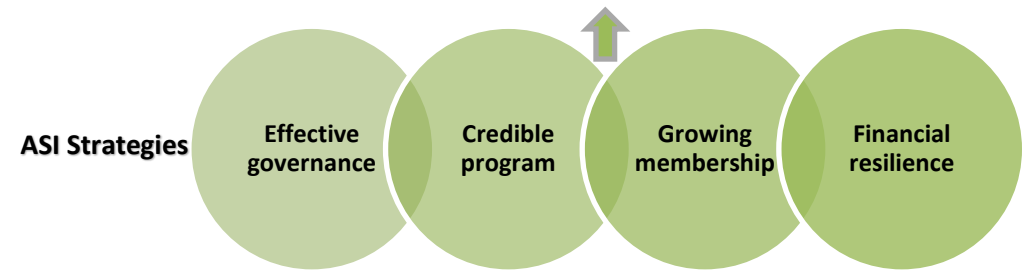 ASI Strategies
Effective
governance
Credible
program
Growing
membership
Financial
resilience